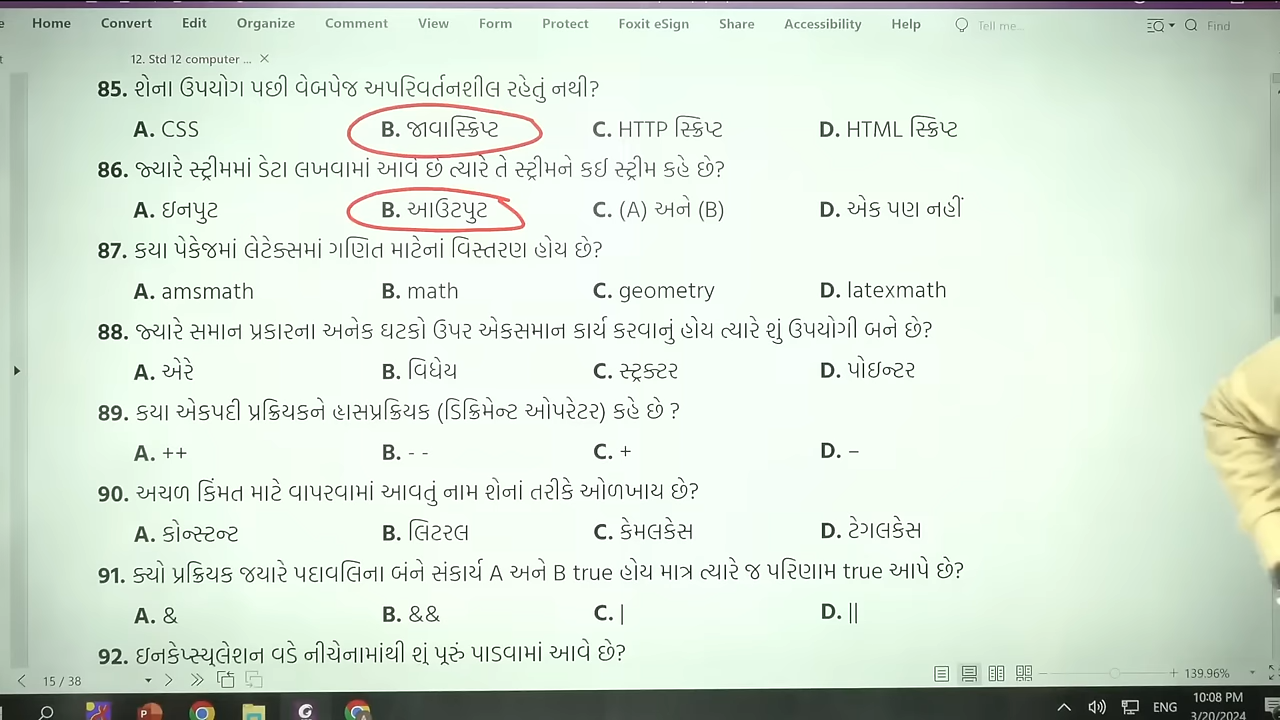 Home Convert Edit Organize Comment View Form Protect Foxit eSign Share Accessibility Help Tell me... Find
12. Std 12 computer ... ×
85. શેના ઉપયોગ પછી વેબપેજ અપરિવર્તનશીલ રહેતું નથી?
A. CSS B. જાવાસ્ક્રિપ્ટ C. HTTP સ્ક્રિપ્ટ D. HTML સ્ક્રિપ્ટ
86. જ્યારે સ્ટ્રીમમાં ડેટા લખવામાં આવે છે ત્યારે તે સ્ટ્રીમને કઈ સ્ટ્રીમ કહે છે?
A. ઇનપુટ B. આઉટપુટ C. (A) અને (B) D. એક પણ નહીં
87. કયા પેકેજમાં લેટેક્સમાં ગણિત માટેનાં વિસ્તરણ હોય છે?
A. amsmath B. math C. geometry D. latexmath
88. જ્યારે સમાન પ્રકારના અનેક ઘટકો ઉપર એકસમાન કાર્ય કરવાનું હોય ત્યારે શું ઉપયોગી બને છે?
A. એરે B. વિધેય C. સ્ટ્રક્ટર D. પોઇન્ટર
89. કયા એકપદી પ્રક્રિયકને હાસપ્રક્રિયક (ડિક્રિમેન્ટ ઓપરેટર) કહે છે ?
A. ++ B. - - C. + D. –
90. અચળ કિંમત માટે વાપરવામાં આવતું નામ શેનાં તરીકે ઓળખાય છે?
A. કોન્સ્ટન્ટ B. લિટરલ C. કેમલકેસ D. ટેગલકેસ
91. ક્યો પ્રક્રિયક જયારે પદાવલિના બંને સંકાર્ય A અને B true હોય માત્ર ત્યારે જ પરિણામ true આપે છે?
A. & B. && C. | D. ||
92. ઇનકેપ્સ્યૂલેશન વડે નીચેનામાંથી શું પૂરું પાડવામાં આવે છે?
15 / 38 139.96%
10:08 PM
ENG
3/20/2024